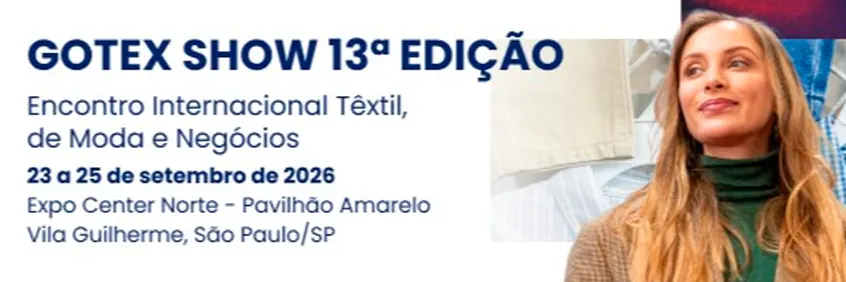 GOTEX SHOW 13ª EDIÇÃO
Encontro Internacional Têxtil,
de Moda e Negócios
23 a 25 de setembro de 2026
Expo Center Norte - Pavilhão Amarelo
Vila Guilherme, São Paulo/SP